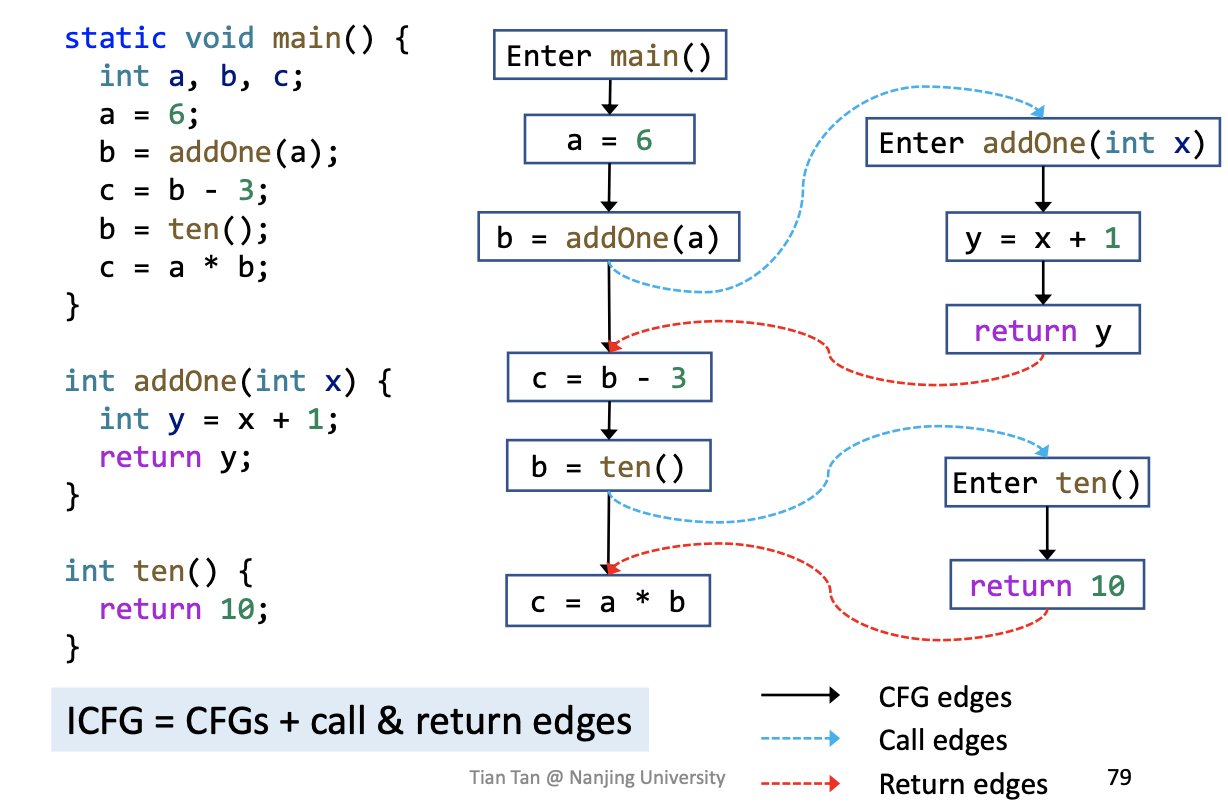 static void main() {
int a, b, c;
a = 6;
b = addOne(a);
c = b - 3;
b = ten();
c = a * b;
}
int addOne(int x) {
int y = x + 1;
return y;
}
int ten() {
return 10;
}
Enter main()
a = 6
b = addOne(a)
c = b - 3
b = ten()
c = a * b
Enter addOne(int x)
y = x + 1
return y
Enter ten()
return 10
ICFG = CFGs + call & return edges
CFG edges
Call edges
Return edges
Tian Tan @ Nanjing University
79